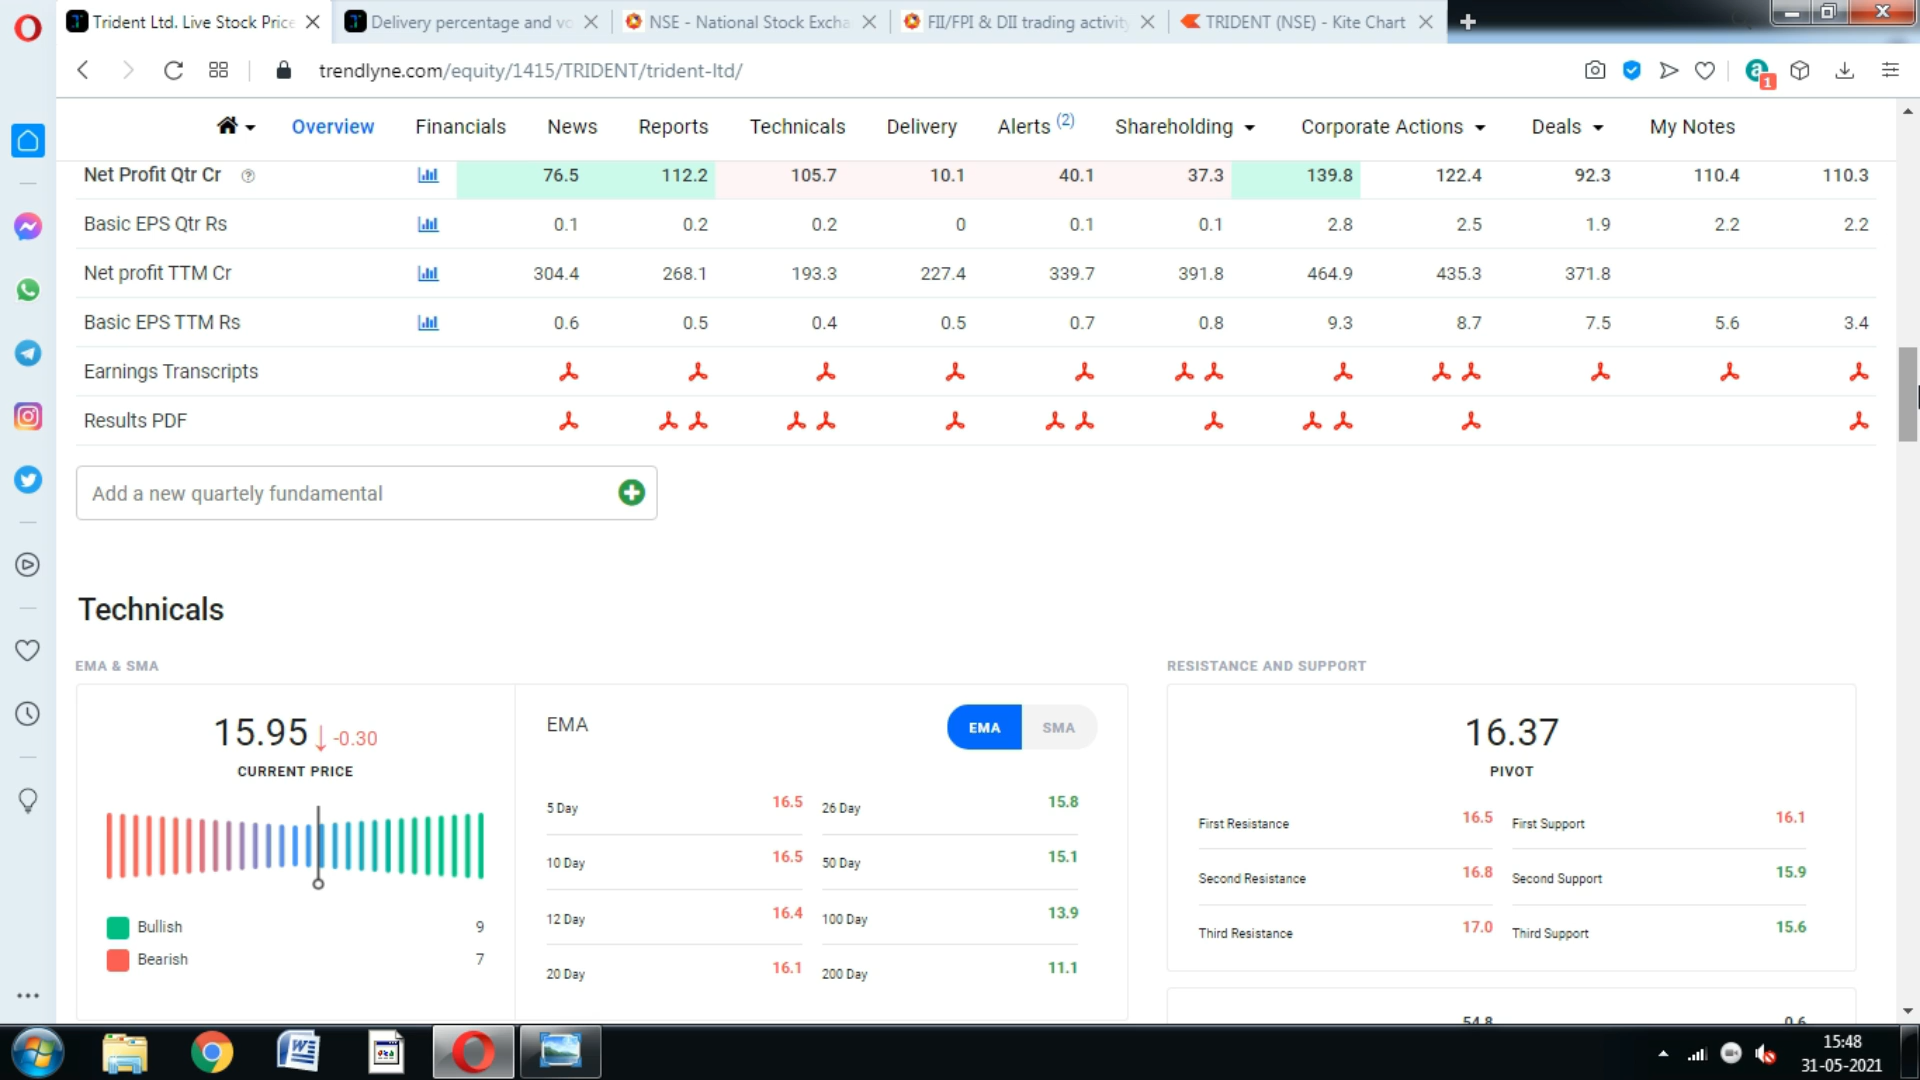 Trident Ltd. Live Stock Price
Delivery percentage and vo
NSE - National Stock Excha
FII/FPI & DII trading activity
TRIDENT (NSE) - Kite Chart
trendlyne.com/equity/1415/TRIDENT/trident-ltd/
1
Overview Financials News Reports Technicals Delivery Alerts (2) Shareholding Corporate Actions Deals My Notes
Net Profit Qtr Cr 76.5 112.2 105.7 10.1 40.1 37.3 139.8 122.4 92.3 110.4 110.3
Basic EPS Qtr Rs 0.1 0.2 0.2 0 0.1 0.1 2.8 2.5 1.9 2.2 2.2
Net profit TTM Cr 304.4 268.1 193.3 227.4 339.7 391.8 464.9 435.3 371.8
Basic EPS TTM Rs 0.6 0.5 0.4 0.5 0.7 0.8 9.3 8.7 7.5 5.6 3.4
Earnings Transcripts
Results PDF
Add a new quartely fundamental
Technicals
EMA & SMA
15.95 ↓ -0.30
CURRENT PRICE
Bullish 9
Bearish 7
EMA
EMA SMA
5 Day 16.5 26 Day 15.8
10 Day 16.5 50 Day 15.1
12 Day 16.4 100 Day 13.9
20 Day 16.1 200 Day 11.1
RESISTANCE AND SUPPORT
16.37
PIVOT
First Resistance 16.5 First Support 16.1
Second Resistance 16.8 Second Support 15.9
Third Resistance 17.0 Third Support 15.6
54.8 0.6
15:48
31-05-2021